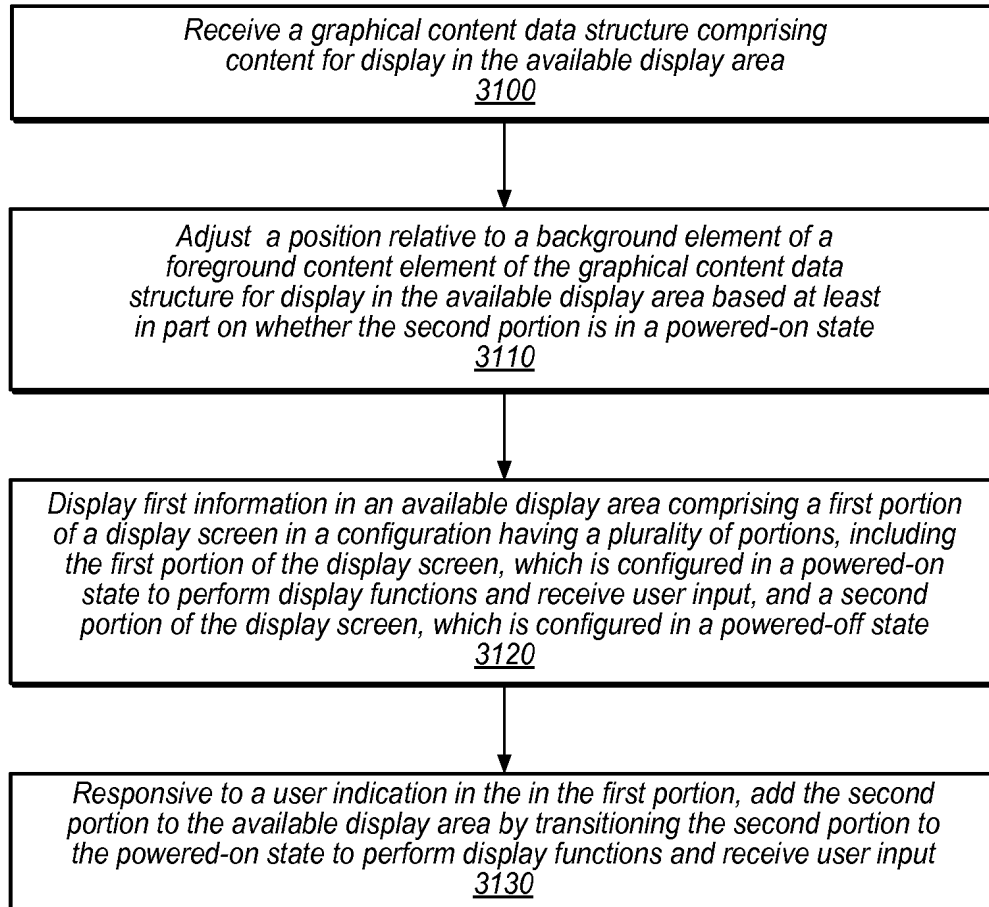 Receive a graphical content data structure comprising
content for display in the available display area
3100
Adjust a position relative to a background element of a
foreground content element of the graphical content data
structure for display in the available display area based at least
in part on whether the second portion is in a powered-on state
3110
Display first information in an available display area comprising a first portion
of a display screen in a configuration having a plurality of portions, including
the first portion of the display screen, which is configured in a powered-on
state to perform display functions and receive user input, and a second
portion of the display screen, which is configured in a powered-off state
3120
Responsive to a user indication in the in the first portion, add the second
portion to the available display area by transitioning the second portion to
the powered-on state to perform display functions and receive user input
3130